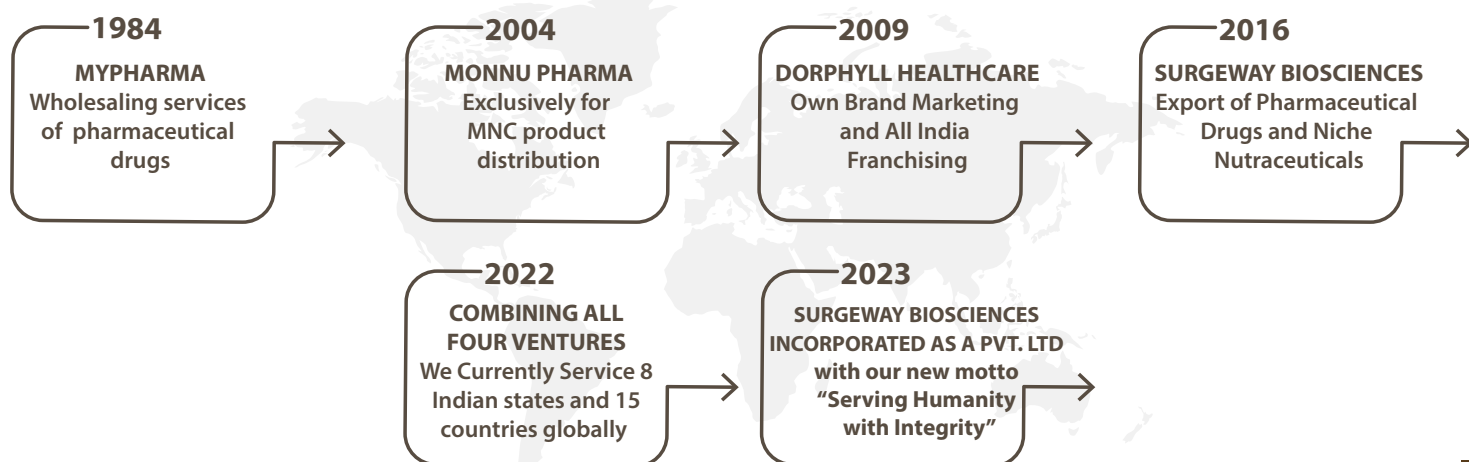 1984
MYPHARMA
Wholesaling services
of pharmaceutical
drugs
2004
MONNU PHARMA
Exclusively for
MNC product
distribution
2009
DORPHYLL HEALTHCARE
Own Brand Marketing
and All India
Franchising
2016
SURGEWAY BIOSCIENCES
Export of Pharmaceutical
Drugs and Niche
Nutraceuticals
2022
COMBINING ALL
FOUR VENTURES
We Currently Service 8
Indian states and 15
countries globally
2023
SURGEWAY BIOSCIENCES
INCORPORATED AS A PVT. LTD
with our new motto
“Serving Humanity
with Integrity”